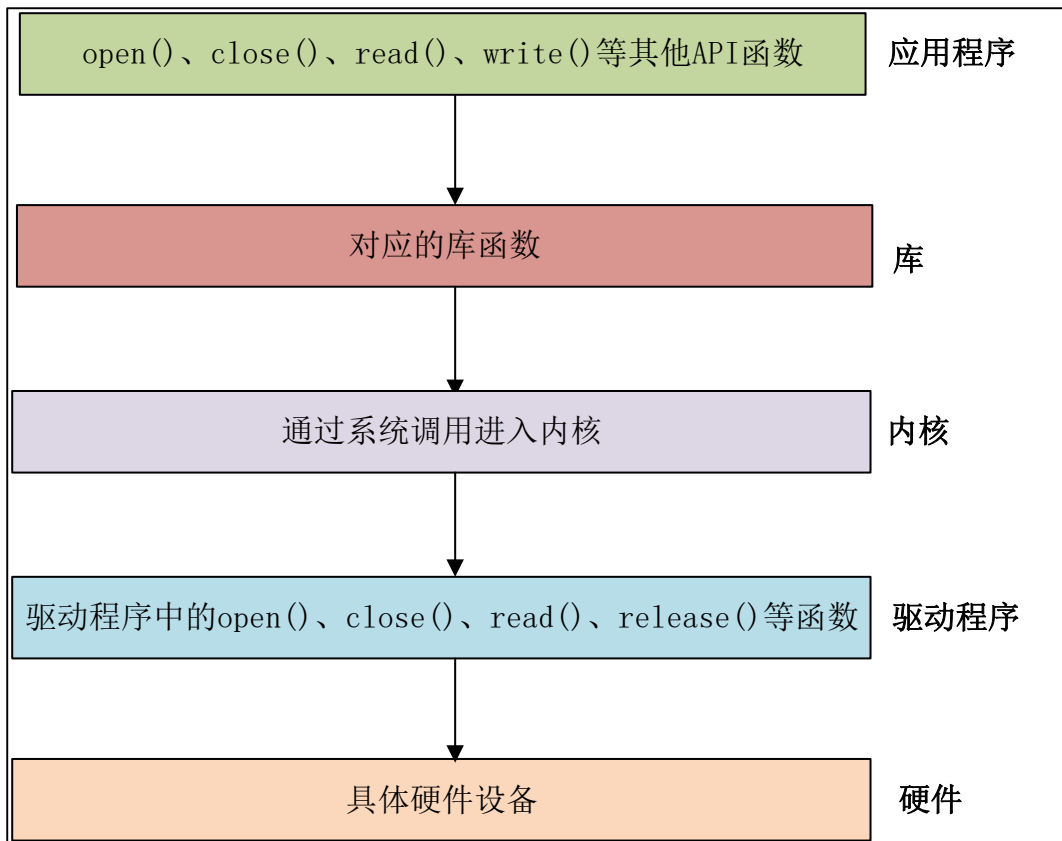 open()、close()、read()、write()等其他API函数 应用程序
对应的库函数 库
通过系统调用进入内核 内核
驱动程序中的open()、close()、read()、release()等函数 驱动程序
具体硬件设备 硬件